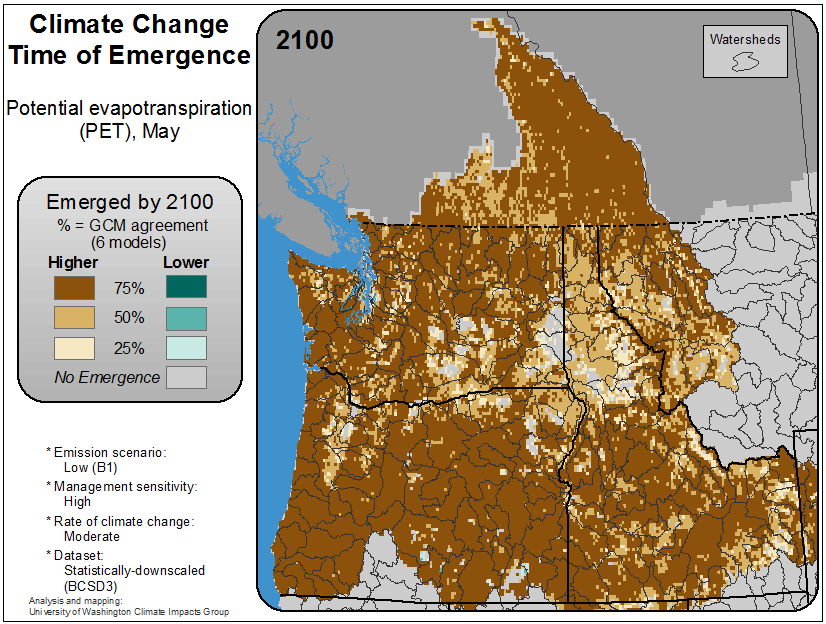 Climate Change
Time of Emergence
Potential evapotranspiration
(PET), May
Emerged by 2100
% = GCM agreement
(6 models)
Higher Lower
75%
50%
25%
No Emergence
* Emission scenario:
Low (B1)
* Management sensitivity:
High
* Rate of climate change:
Moderate
* Dataset:
Statistically-downscaled
(BCSD3)
Analysis and mapping:
University of Washington Climate Impacts Group
2100
Watersheds